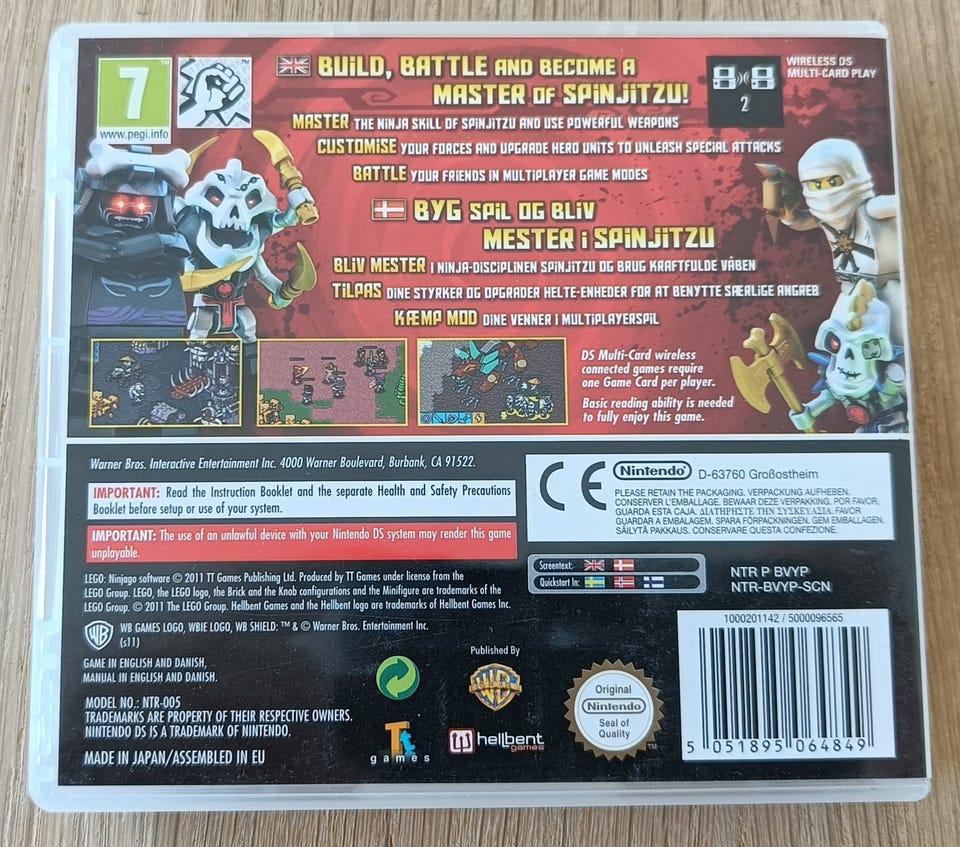 7
www.pegi.info
BUILD, BATTLE AND BECOME A
MASTER OF SPINJITZU!
2
WIRELESS DS
MULTI-CARD PLAY
MASTER THE NINJA SKILL OF SPINJITZU AND USE POWERFUL WEAPONS
CUSTOMISE YOUR FORCES AND UPGRADE HERO UNITS TO UNLEASH SPECIAL ATTACKS
BATTLE YOUR FRIENDS IN MULTIPLAYER GAME MODES
BYG SPIL OG BLIV
MESTER I SPINJITZU
BLIV MESTER I NINJA-DISCIPLINEN SPINJITZU OG BRUG KRAFTFULDE VÅBEN
TILPAS DINE STYRKER OG OPGRADER HELTE-ENHEDER FOR AT BENYTTE SÆRLIGE ANGREB
KÆMP MOD DINE VENNER I MULTIPLAYERSPIL
DS Multi-Card wireless
connected games require
one Game Card per player.
Basic reading ability is needed
to fully enjoy this game.
Warner Bros. Interactive Entertainment Inc. 4000 Warner Boulevard, Burbank, CA 91522.
IMPORTANT: Read the Instruction Booklet and the separate Health and Safety Precautions
Booklet before setup or use of your system.
IMPORTANT: The use of an unlawful device with your Nintendo DS system may render this game
unplayable.
CE
Nintendo
D-63760 Großostheim
PLEASE RETAIN THE PACKAGING. VERPACKUNG AUFHEBEN.
CONSERVER L'EMBALLAGE. BEWAAR DEZE VERPAKKING. POR FAVOR,
GUARDA ESTA CAJA. ΔΙΑΤΗΡΗΣΤΕ ΤΗΝ ΣΥΣΚΕΥΑΣΙΑ. FAVOR
GUARDAR A EMBALAGEM. SPARA FÖRPACKNINGEN. GEM EMBALLAGEN.
SÄILYTÄ PAKKAUS. CONSERVARE QUESTA CONFEZIONE.
Screentext:
Quickstart In:
NTR P BVYP
NTR-BVYP-SCN
LEGO: Ninjago software © 2011 TT Games Publishing Ltd. Produced by TT Games under license from the
LEGO Group. LEGO, the LEGO logo, the Brick and the Knob configurations and the Minifigure are trademarks of the
LEGO Group. © 2011 The LEGO Group. Hellbent Games and the Hellbent logo are trademarks of Hellbent Games Inc.
WB
WB GAMES LOGO, WBIE LOGO, WB SHIELD: ™ & © Warner Bros. Entertainment Inc.
(s11)
GAME IN ENGLISH AND DANISH,
MANUAL IN ENGLISH AND DANISH.
MODEL NO.: NTR-005
TRADEMARKS ARE PROPERTY OF THEIR RESPECTIVE OWNERS.
NINTENDO DS IS A TRADEMARK OF NINTENDO.
MADE IN JAPAN/ASSEMBLED IN EU
Published By
Tt
games
hellbent
games
Original
Nintendo
Seal of
Quality
™
1000201142 / 5000096565
5 051895 064849